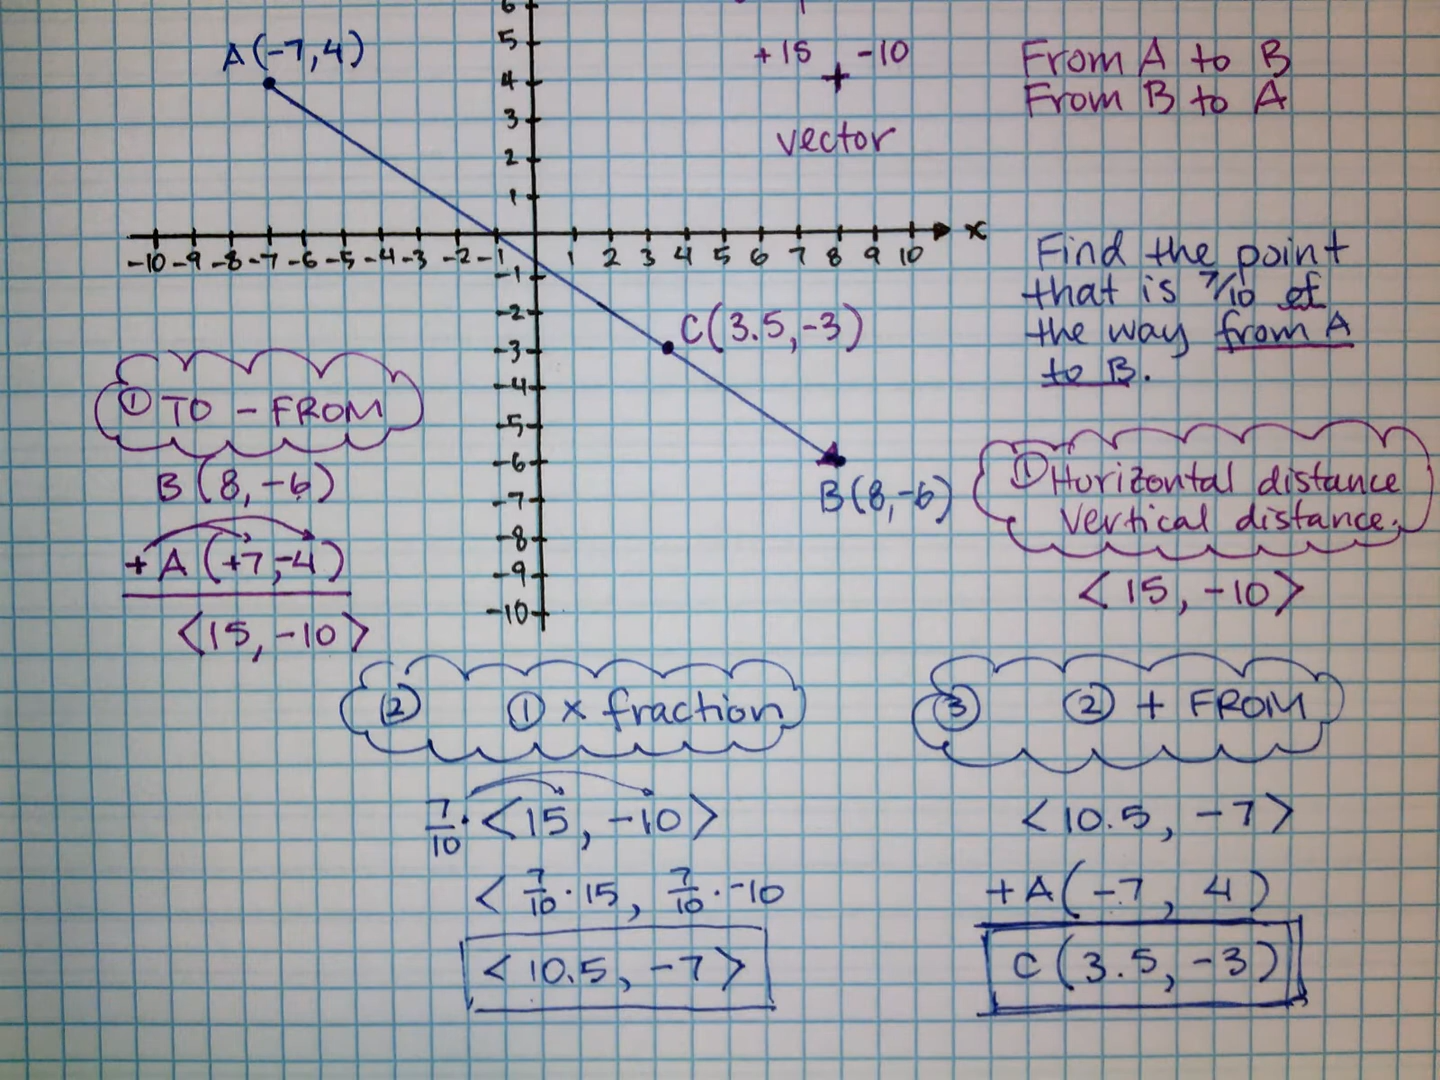 6
5
4
3
2
1
-10 -9 -8 -7 -6 -5 -4 -3 -2 -1 1 2 3 4 5 6 7 8 9 10 x
-1
-2
-3
-4
-5
-6
-7
-8
-9
-10
A(-7,4)
C(3.5,-3)
B(8,-6)
+15 -10
+
vector
From A to B
From B to A
Find the point
that is 7/10 of
the way from A
to B.
① TO - FROM
B(8,-6)
+A(+7,-4)
<15,-10>
① Horizontal distance
Vertical distance.
<15,-10>
② ① x fraction
7/10 · <15, -10>
< 7/10 · 15, 7/10 · -10
<10.5, -7>
③ ② + FROM
<10.5, -7>
+A(-7, 4)
C(3.5, -3)